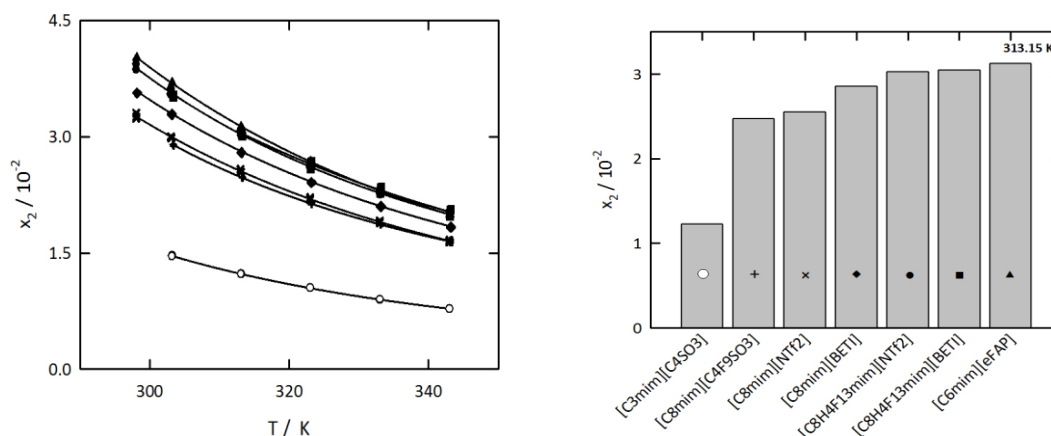 4.5
3.0
1.5
0.0
x2 / 10-2
300
320
340
T / K
313.15 K
3
2
1
0
x2 / 10-2
[C3mim][C4SO3]
[C8mim][C4F9SO3]
[C8mim][NTf2]
[C8mim][BETI]
[C8H4F13mim][NTf2]
[C8H4F13mim][BETI]
[C6mim][eFAP]